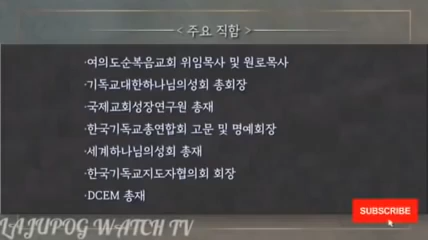 < 주요 직함 >
·여의도순복음교회 위임목사 및 원로목사
·기독교대한하나님의성회 총회장
·국제교회성장연구원 총재
·한국기독교총연합회 고문 및 명예회장
·세계하나님의성회 총재
·한국기독교지도자협의회 회장
·DCEM 총재
SUBSCRIBE
LAJUPOG WATCH TV